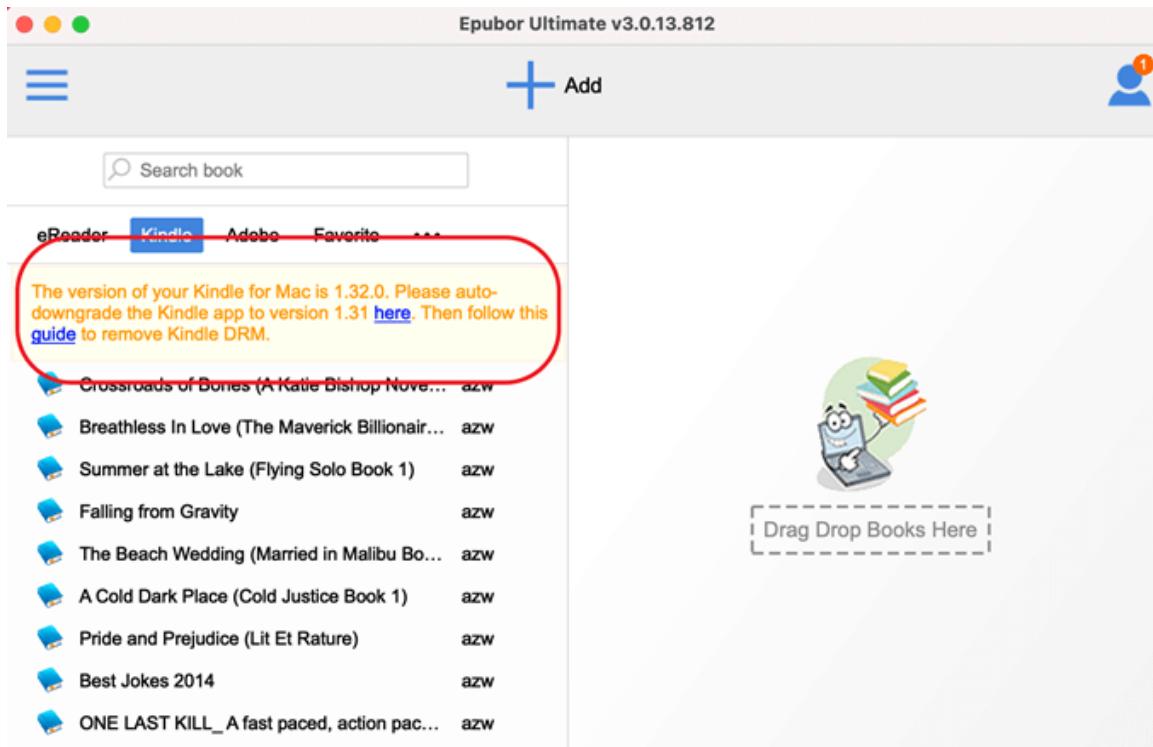 Epubor Ultimate v3.0.13.812
Add
1
Search book
eReader Kindle Adobe Favorite ...
The version of your Kindle for Mac is 1.32.0. Please auto-
downgrade the Kindle app to version 1.31 here. Then follow this
guide to remove Kindle DRM.
Crossroads of Bones (A Katie Bishop Nove... azw
Breathless In Love (The Maverick Billionair... azw
Summer at the Lake (Flying Solo Book 1) azw
Falling from Gravity azw
The Beach Wedding (Married in Malibu Bo... azw
A Cold Dark Place (Cold Justice Book 1) azw
Pride and Prejudice (Lit Et Rature) azw
Best Jokes 2014 azw
ONE LAST KILL_ A fast paced, action pac... azw
Drag Drop Books Here